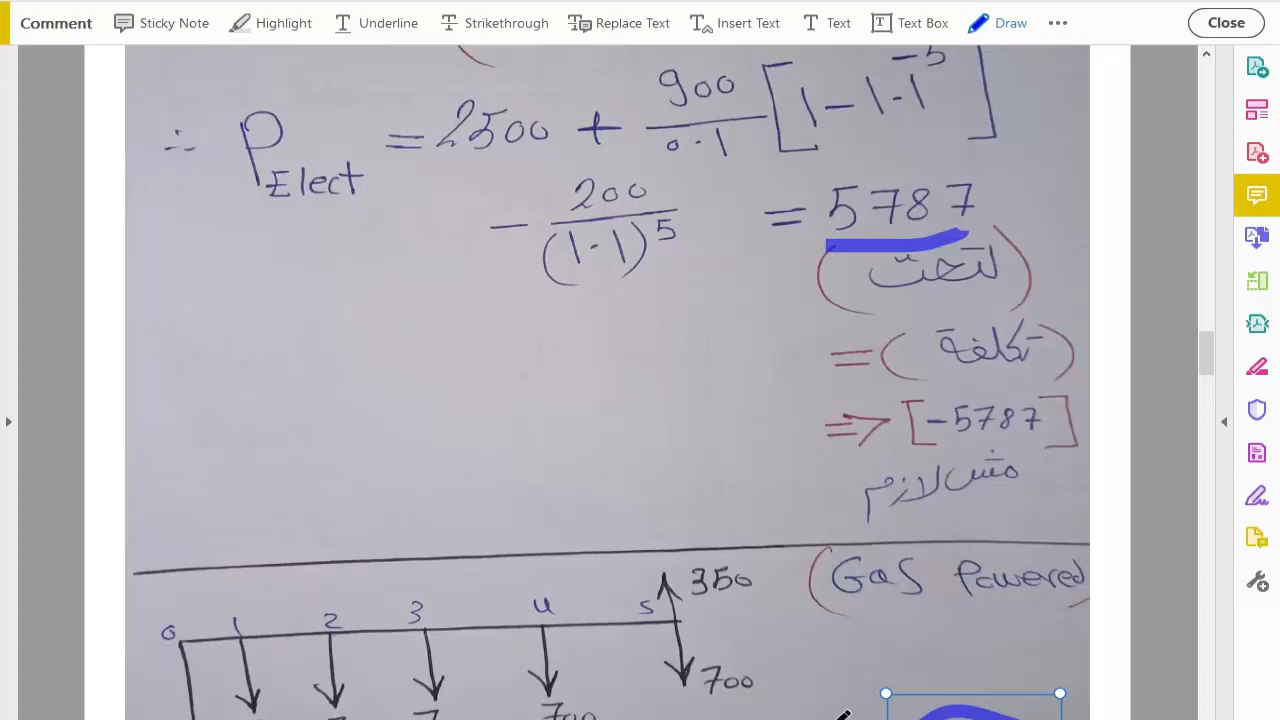 Comment Sticky Note Highlight Underline Strikethrough Replace Text Insert Text Text Text Box Draw Close
∴ P Elect = 2500 + 900/0.1 [1 - 1.1^-5]
- 200/(1.1)^5 = 5787
(لتحت)
= (تكلفة)
=> [-5787]
مش لازم
(Gas Powered
350
0 1 2 3 4 5
700
700